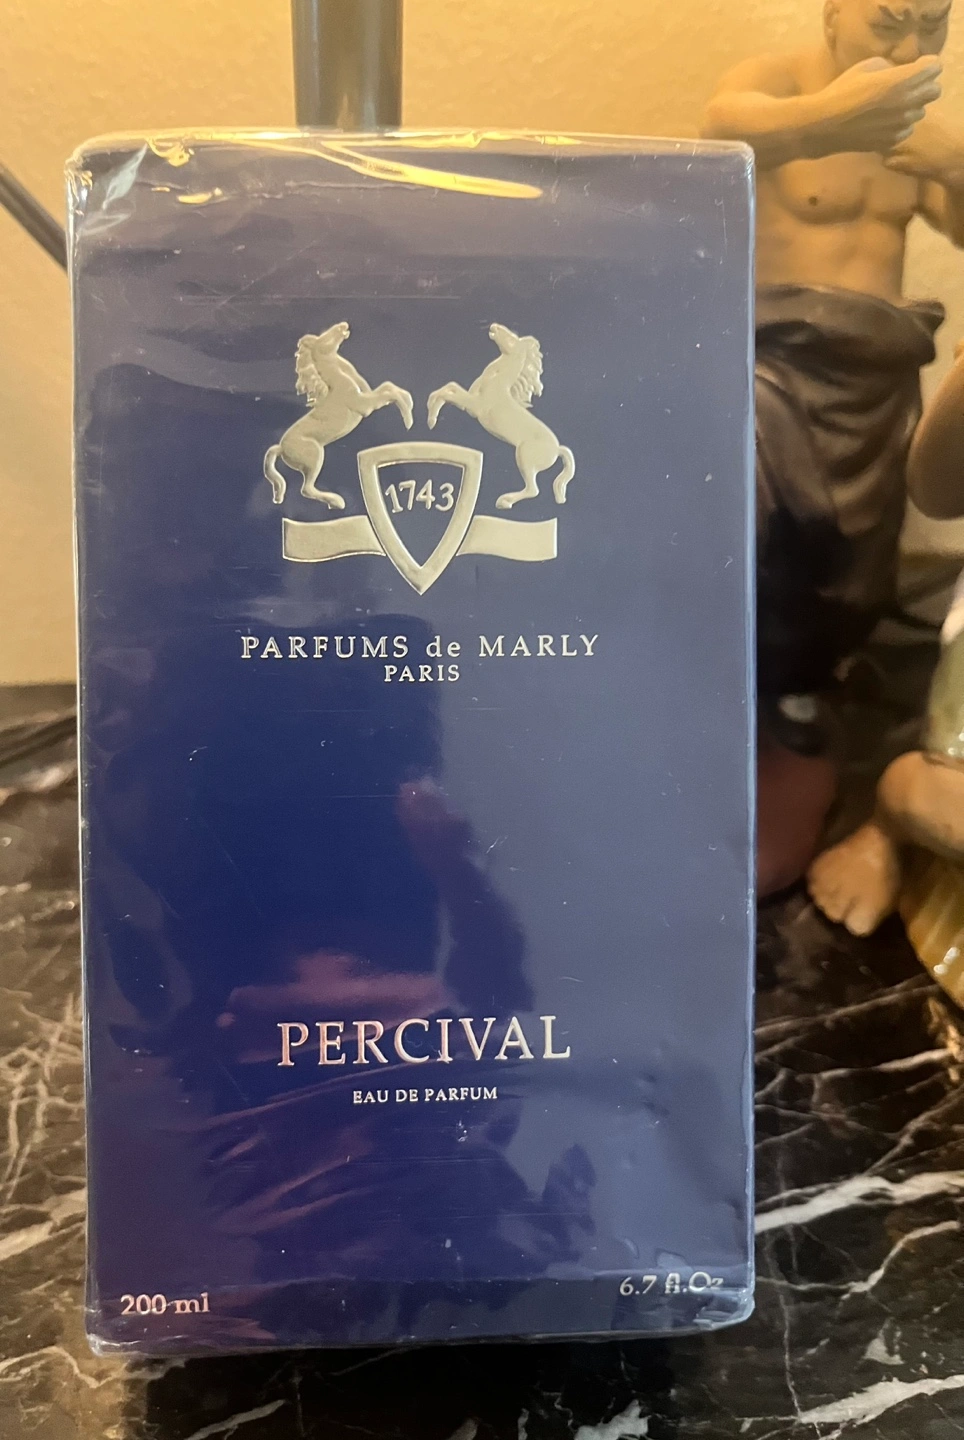 1743
PARFUMS de MARLY
PARIS
PERCIVAL
EAU DE PARFUM
200 ml
6.7 fl.Oz